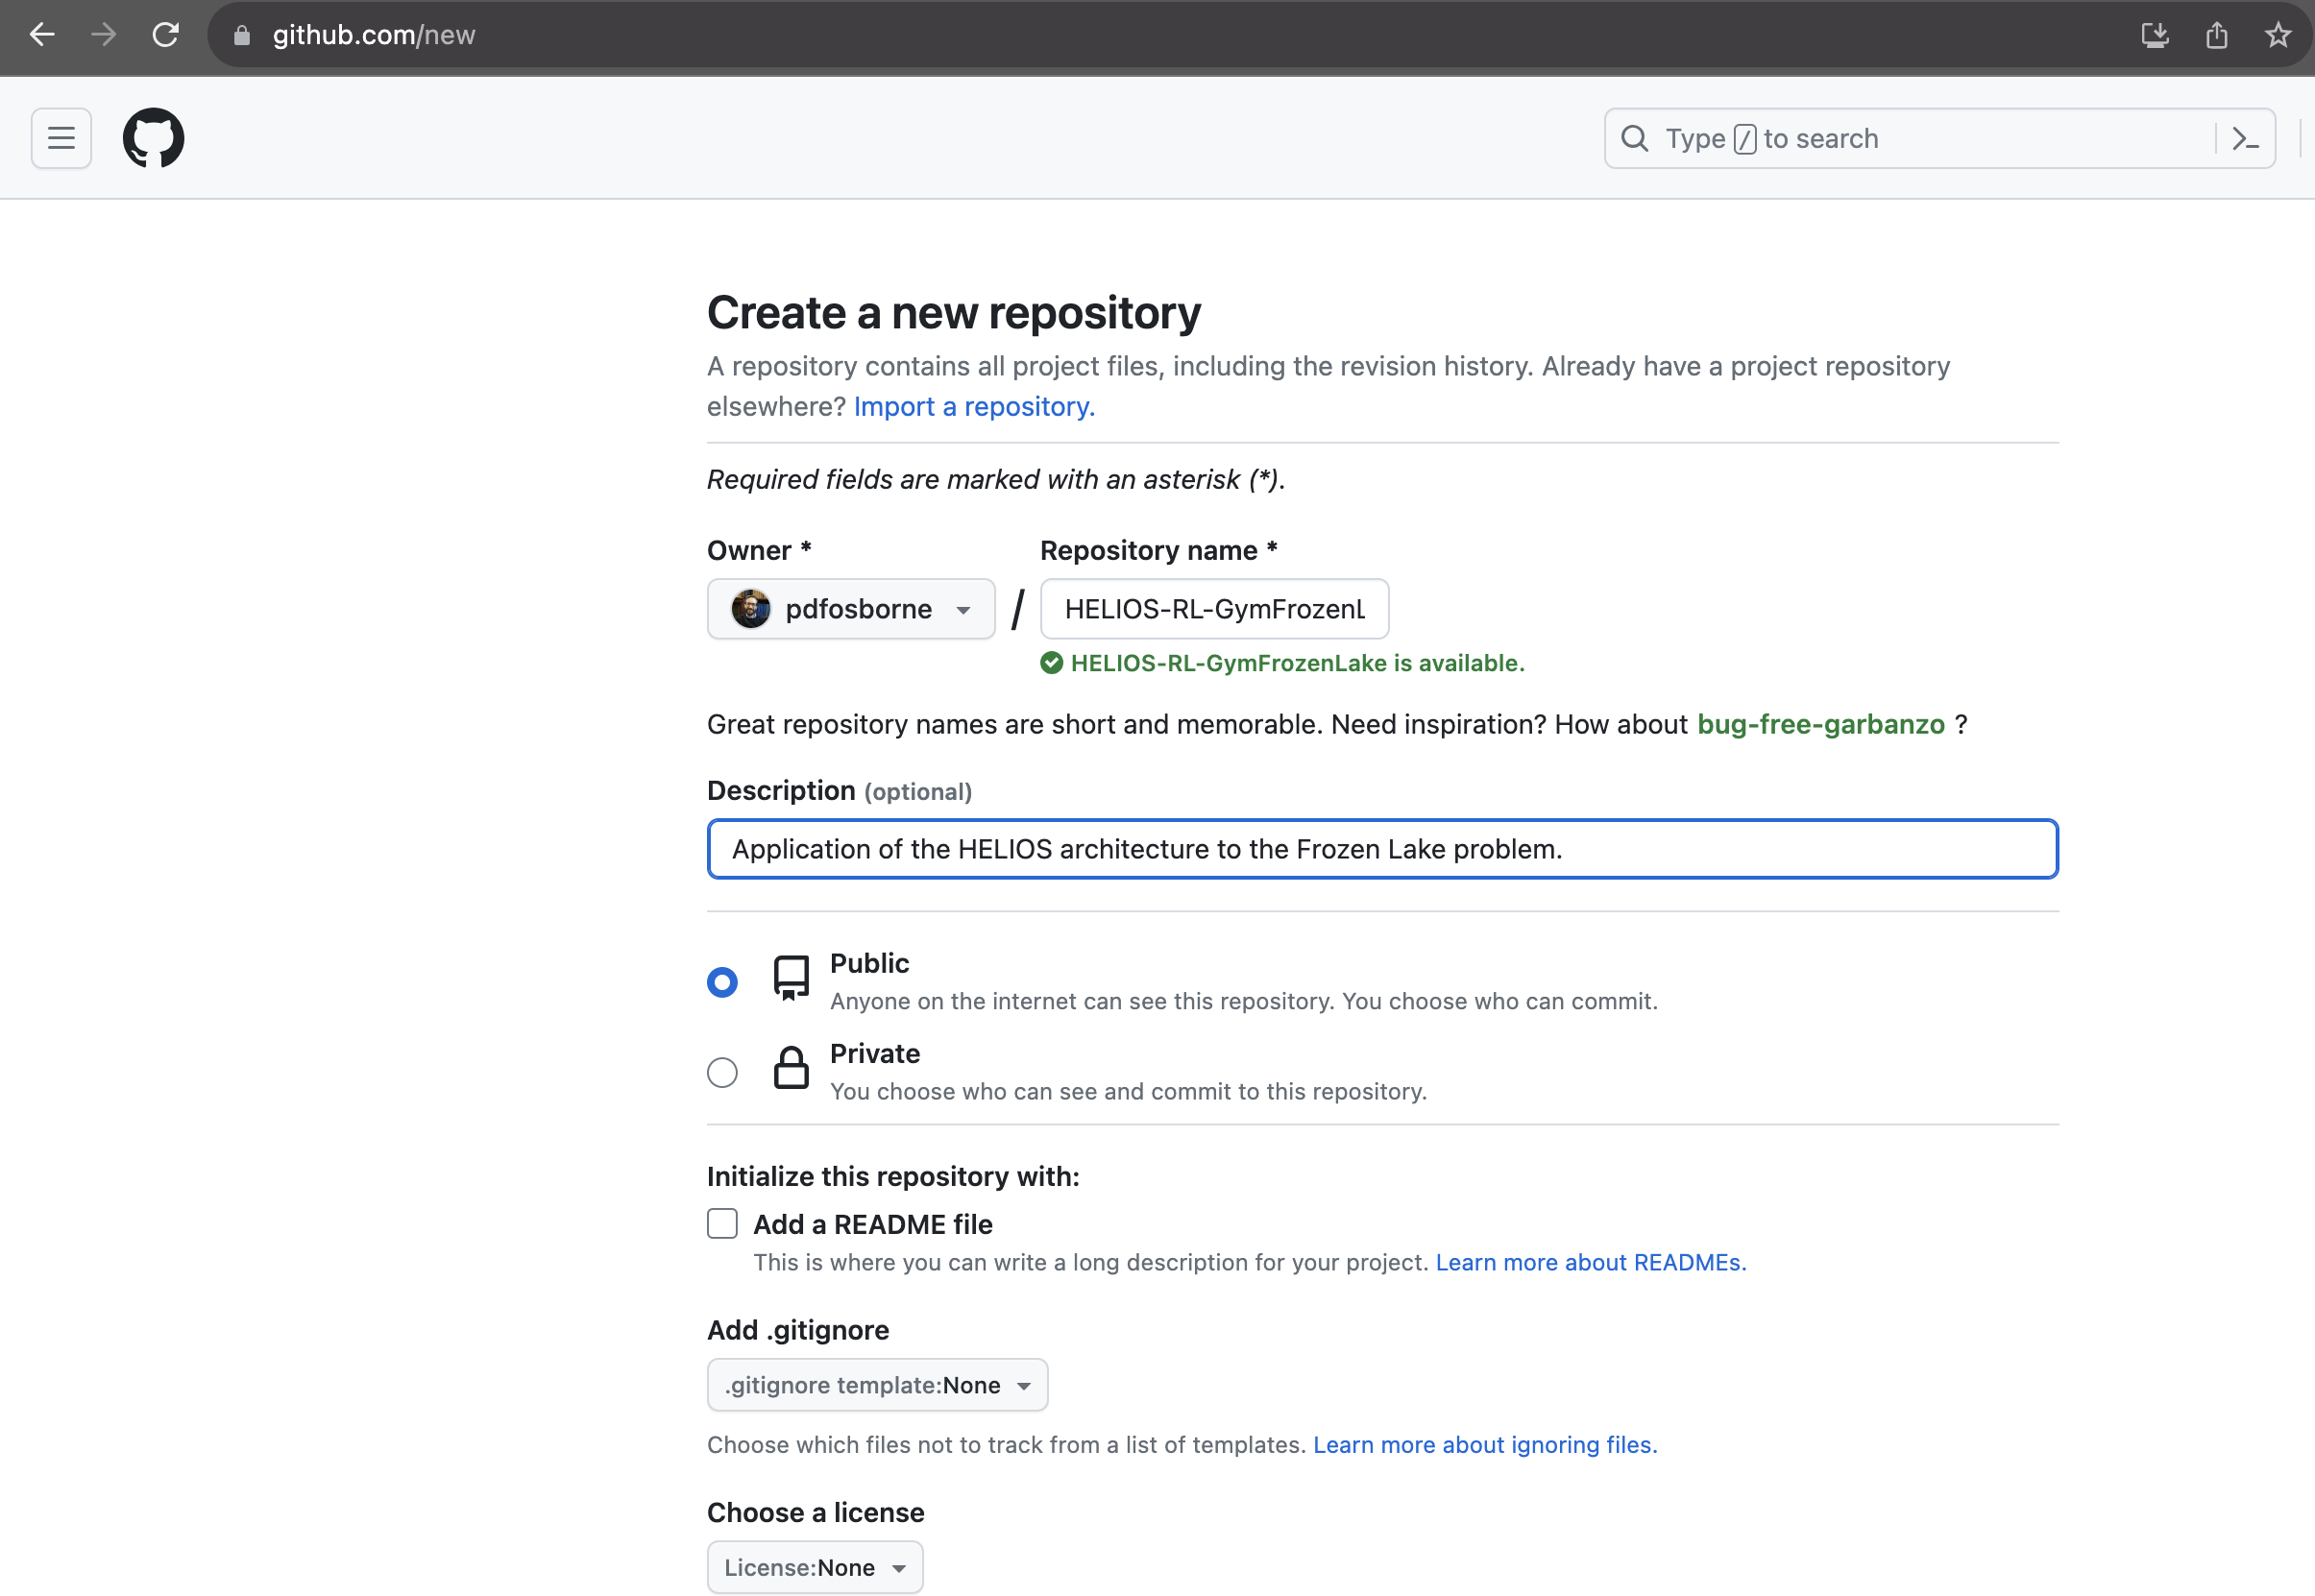 github.com/new
Type / to search
Create a new repository
A repository contains all project files, including the revision history. Already have a project repository
elsewhere? Import a repository.
Required fields are marked with an asterisk (*).
Owner * Repository name *
pdfosborne / HELIOS-RL-GymFrozenL
HELIOS-RL-GymFrozenLake is available.
Great repository names are short and memorable. Need inspiration? How about bug-free-garbanzo ?
Description (optional)
Application of the HELIOS architecture to the Frozen Lake problem.
Public
Anyone on the internet can see this repository. You choose who can commit.
Private
You choose who can see and commit to this repository.
Initialize this repository with:
Add a README file
This is where you can write a long description for your project. Learn more about READMEs.
Add .gitignore
.gitignore template:None
Choose which files not to track from a list of templates. Learn more about ignoring files.
Choose a license
License:None